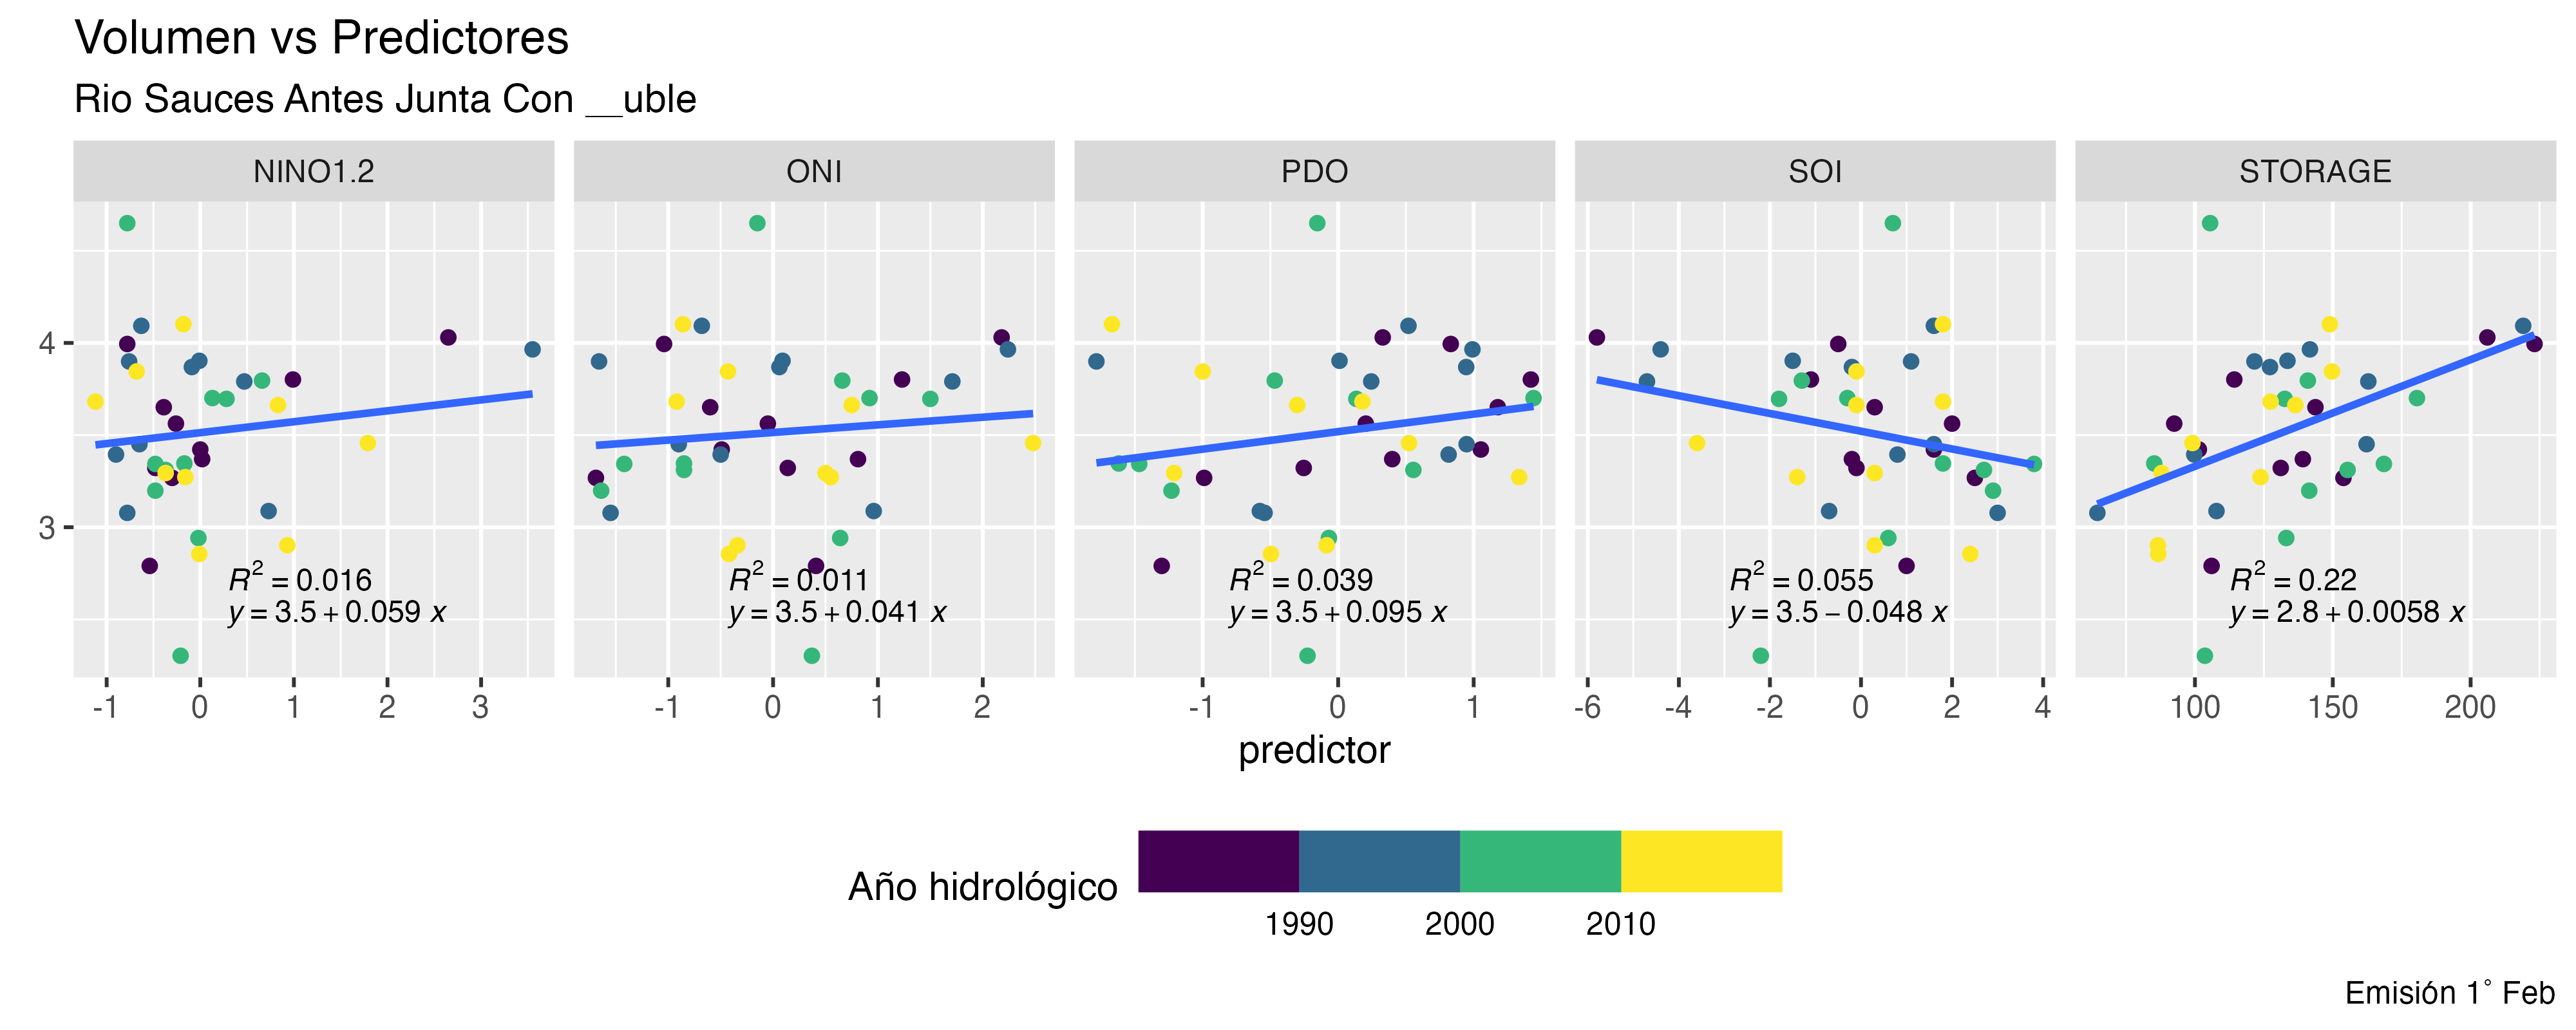 Volumen vs Predictores
Rio Sauces Antes Junta Con __uble
NINO1.2 ONI PDO SOI STORAGE
4
3
R² = 0.016 R² = 0.011 R² = 0.039 R² = 0.055 R² = 0.22
y = 3.5 + 0.059 x y = 3.5 + 0.041 x y = 3.5 + 0.095 x y = 3.5 − 0.048 x y = 2.8 + 0.0058 x
-1 0 1 2 3 -1 0 1 2 -1 0 1 -6 -4 -2 0 2 4 100 150 200
predictor
Año hidrológico
1990 2000 2010
Emisión 1° Feb